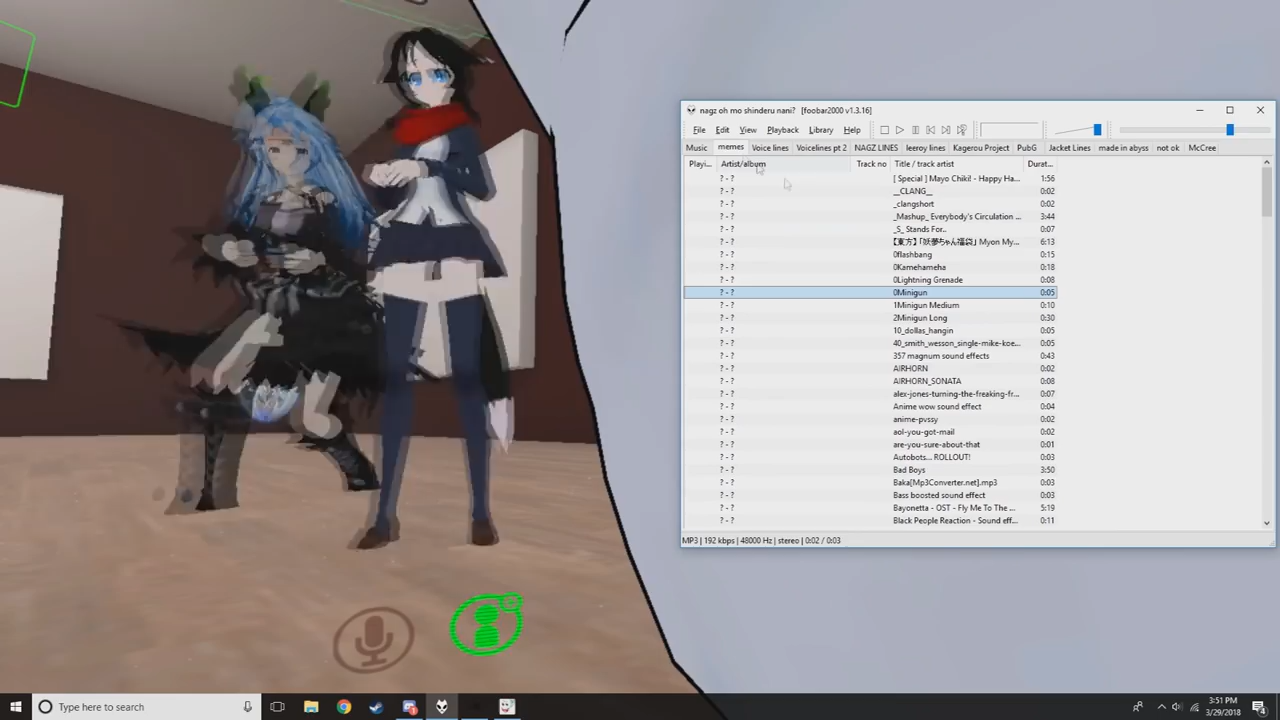 nagz oh mo shinderu nani? [foobar2000 v1.3.16]
File Edit View Playback Library Help
Music memes Voice lines Voicelines pt 2 NAGZ LINES leeroy lines Kagerou Project PubG Jacket Lines made in abyss not ok McCree
Playi... Artist/album Track no Title / track artist Durat...
? - ? [ Special ] Mayo Chiki! - Happy Ha... 1:56
? - ? __CLANG__ 0:02
? - ? _clangshort 0:02
? - ? _Mashup_ Everybody's Circulation ... 3:44
? - ? _S_ Stands For.. 0:07
? - ? 【東方】「妖夢ちゃん福袋」 Myon My... 6:13
? - ? 0flashbang 0:15
? - ? 0Kamehameha 0:18
? - ? 0Lightning Grenade 0:08
? - ? 0Minigun 0:05
? - ? 1Minigun Medium 0:10
? - ? 2Minigun Long 0:30
? - ? 10_dollas_hangin 0:05
? - ? 40_smith_wesson_single-mike-koe... 0:05
? - ? 357 magnum sound effects 0:43
? - ? AIRHORN 0:02
? - ? AIRHORN_SONATA 0:08
? - ? alex-jones-turning-the-freaking-fr... 0:07
? - ? Anime wow sound effect 0:04
? - ? anime-pvssy 0:02
? - ? aol-you-got-mail 0:02
? - ? are-you-sure-about-that 0:01
? - ? Autobots... ROLLOUT! 0:03
? - ? Bad Boys 3:50
? - ? Baka[Mp3Converter.net].mp3 0:03
? - ? Bass boosted sound effect 0:03
? - ? Bayonetta - OST - Fly Me To The ... 5:19
? - ? Black People Reaction - Sound eff... 0:11
MP3 | 192 kbps | 48000 Hz | stereo | 0:02 / 0:03
Type here to search
3:51 PM
3/29/2018
4